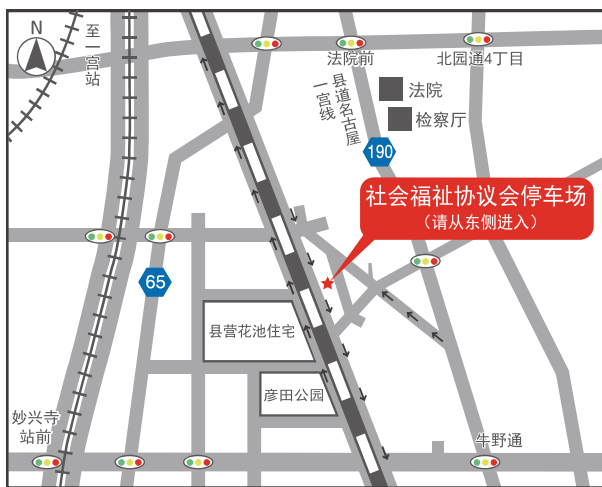 N
至一宫站
法院前
北园通4丁目
县道名古屋
一宫线
法院
检察厅
190
社会福祉协议会停车场
（请从东侧进入）
65
县营花池住宅
彦田公园
妙兴寺
站前
牛野通